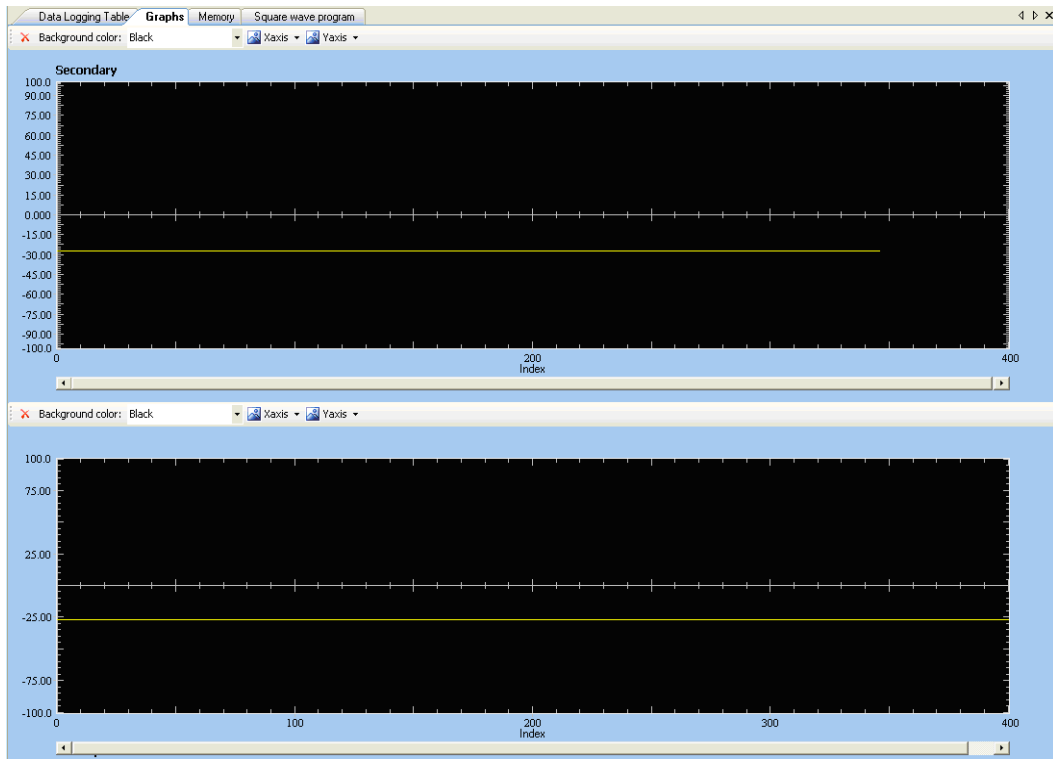 Data Logging Table Graphs Memory Square wave program
Background color: Black Xaxis Yaxis
Secondary
100.0
90.00
75.00
60.00
45.00
30.00
15.00
0.000
-15.00
-30.00
-45.00
-60.00
-75.00
-90.00
-100.0
0 200 400
Index
Background color: Black Xaxis Yaxis
100.0
75.00
25.00
-25.00
-75.00
-100.0
0 100 200 300 400
Index